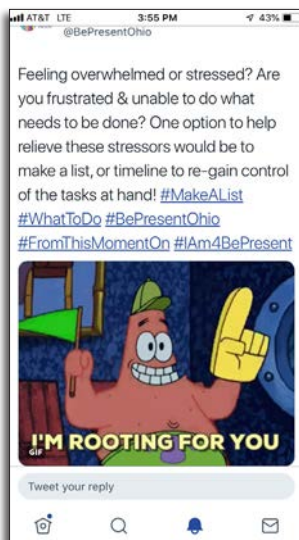 AT&T LTE 3:55 PM 43%
@BePresentOhio
Feeling overwhelmed or stressed? Are
you frustrated & unable to do what
needs to be done? One option to help
relieve these stressors would be to
make a list, or timeline to re-gain control
of the tasks at hand! #MakeAList
#WhatToDo #BePresentOhio
#FromThisMomentOn #IAm4BePresent
I'M ROOTING FOR YOU
GIF
Tweet your reply